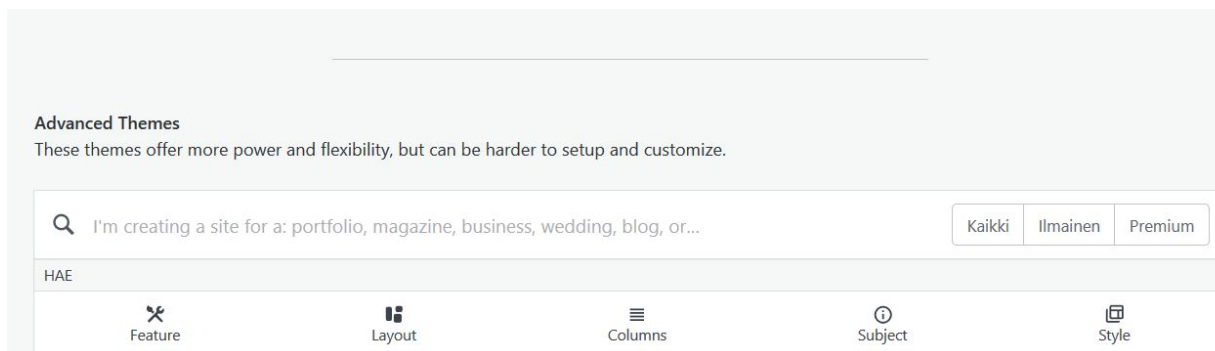 Advanced Themes
These themes offer more power and flexibility, but can be harder to setup and customize.
I'm creating a site for a: portfolio, magazine, business, wedding, blog, or...
Kaikki Ilmainen Premium
HAE
Feature Layout Columns Subject Style